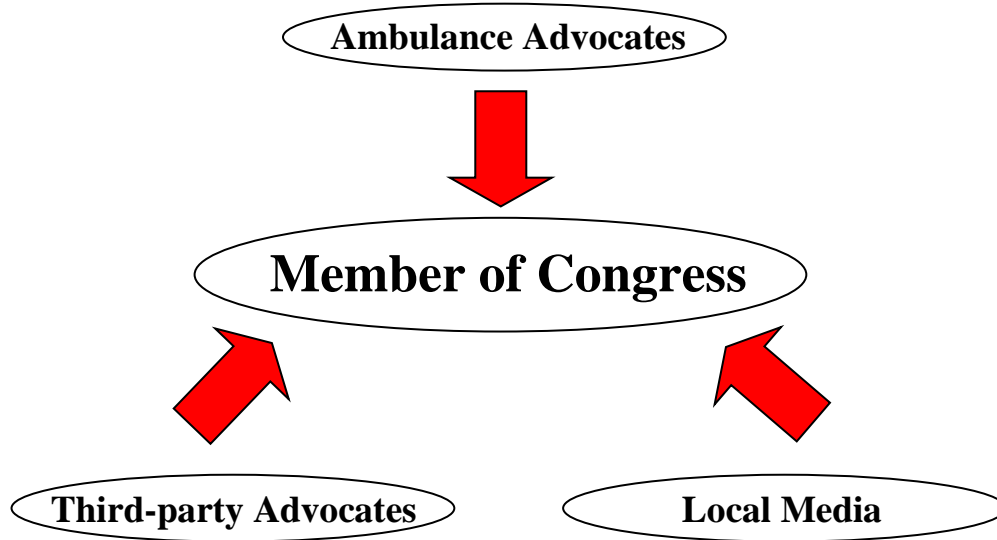 Ambulance Advocates
Member of Congress
Third-party Advocates
Local Media